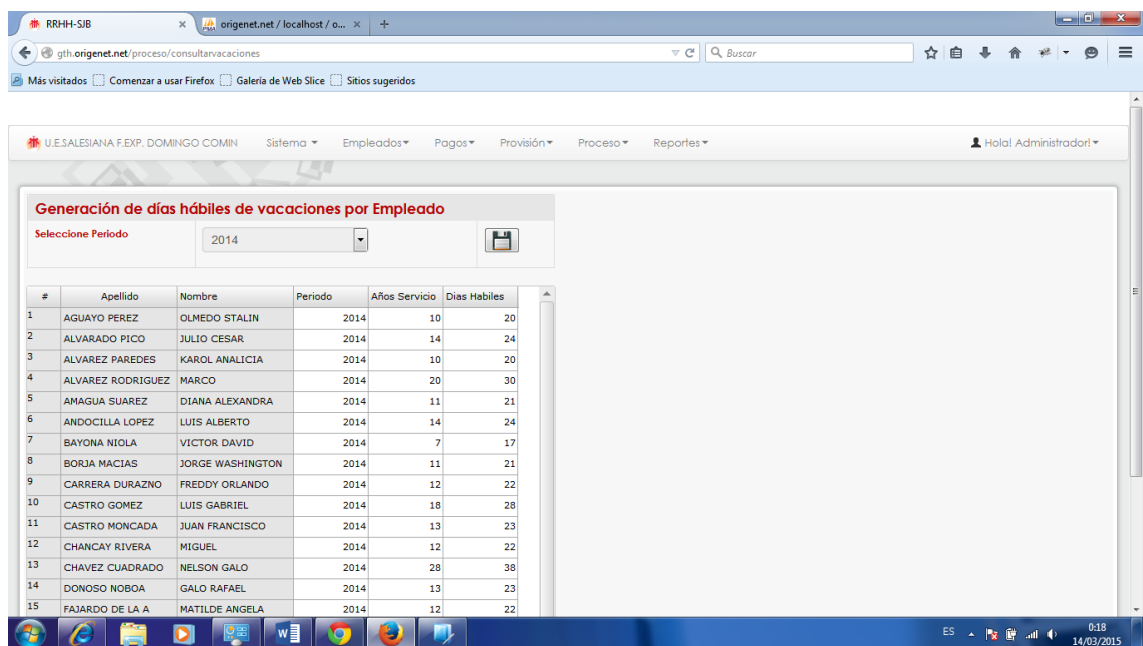 RRHH-SJB
origenet.net / localhost / o...
gth.origenet.net/proceso/consultarvacaciones
Buscar
Más visitados Comenzar a usar Firefox Galería de Web Slice Sitios sugeridos
U.E.SALESIANA F.EXP. DOMINGO COMIN Sistema Empleados Pagos Provisión Proceso Reportes Hola! Administrador!
Generación de días hábiles de vacaciones por Empleado
Seleccione Periodo 2014
# Apellido Nombre Periodo Años Servicio Dias Habiles
1 AGUAYO PEREZ OLMEDO STALIN 2014 10 20
2 ALVARADO PICO JULIO CESAR 2014 14 24
3 ALVAREZ PAREDES KAROL ANALICIA 2014 10 20
4 ALVAREZ RODRIGUEZ MARCO 2014 20 30
5 AMAGUA SUAREZ DIANA ALEXANDRA 2014 11 21
6 ANDOCILLA LOPEZ LUIS ALBERTO 2014 14 24
7 BAYONA NIOLA VICTOR DAVID 2014 7 17
8 BORJA MACIAS JORGE WASHINGTON 2014 11 21
9 CARRERA DURAZNO FREDDY ORLANDO 2014 12 22
10 CASTRO GOMEZ LUIS GABRIEL 2014 18 28
11 CASTRO MONCADA JUAN FRANCISCO 2014 13 23
12 CHANCAY RIVERA MIGUEL 2014 12 22
13 CHAVEZ CUADRADO NELSON GALO 2014 28 38
14 DONOSO NOBOA GALO RAFAEL 2014 13 23
15 FAJARDO DE LA A MATILDE ANGELA 2014 12 22
ES 0:18
14/03/2015